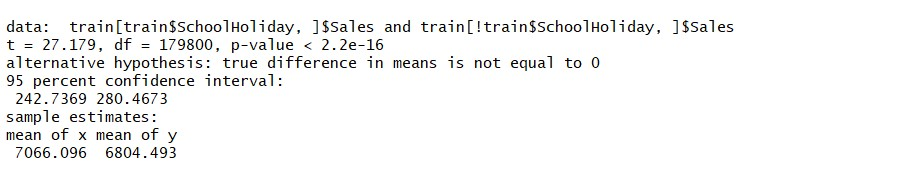 data:  train[train$SchoolHoliday, ]$Sales and train[!train$SchoolHoliday, ]$Sales
t = 27.179, df = 179800, p-value < 2.2e-16
alternative hypothesis: true difference in means is not equal to 0
95 percent confidence interval:
 242.7369 280.4673
sample estimates:
mean of x mean of y
 7066.096  6804.493